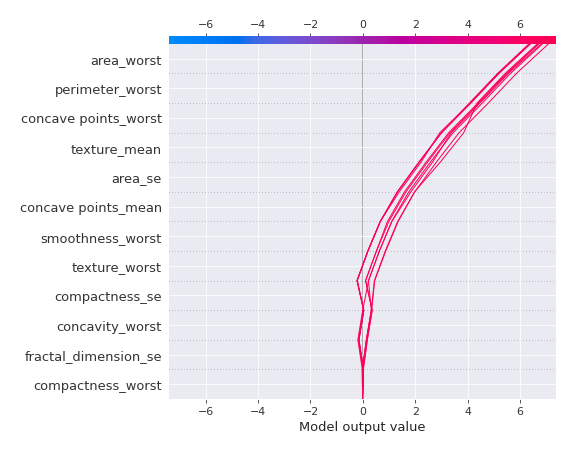 −6 −4 −2 0 2 4 6
area_worst
perimeter_worst
concave points_worst
texture_mean
area_se
concave points_mean
smoothness_worst
texture_worst
compactness_se
concavity_worst
fractal_dimension_se
compactness_worst
−6 −4 −2 0 2 4 6
Model output value